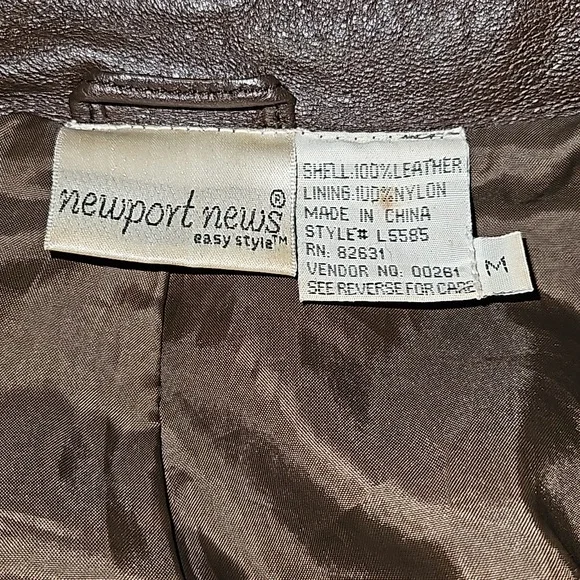 newport news®
easy style™
SHELL:100%LEATHER
LINING:100%NYLON
MADE IN CHINA
STYLE# L5585
RN: 82631
VENDOR NO: 00261
SEE REVERSE FOR CARE
M